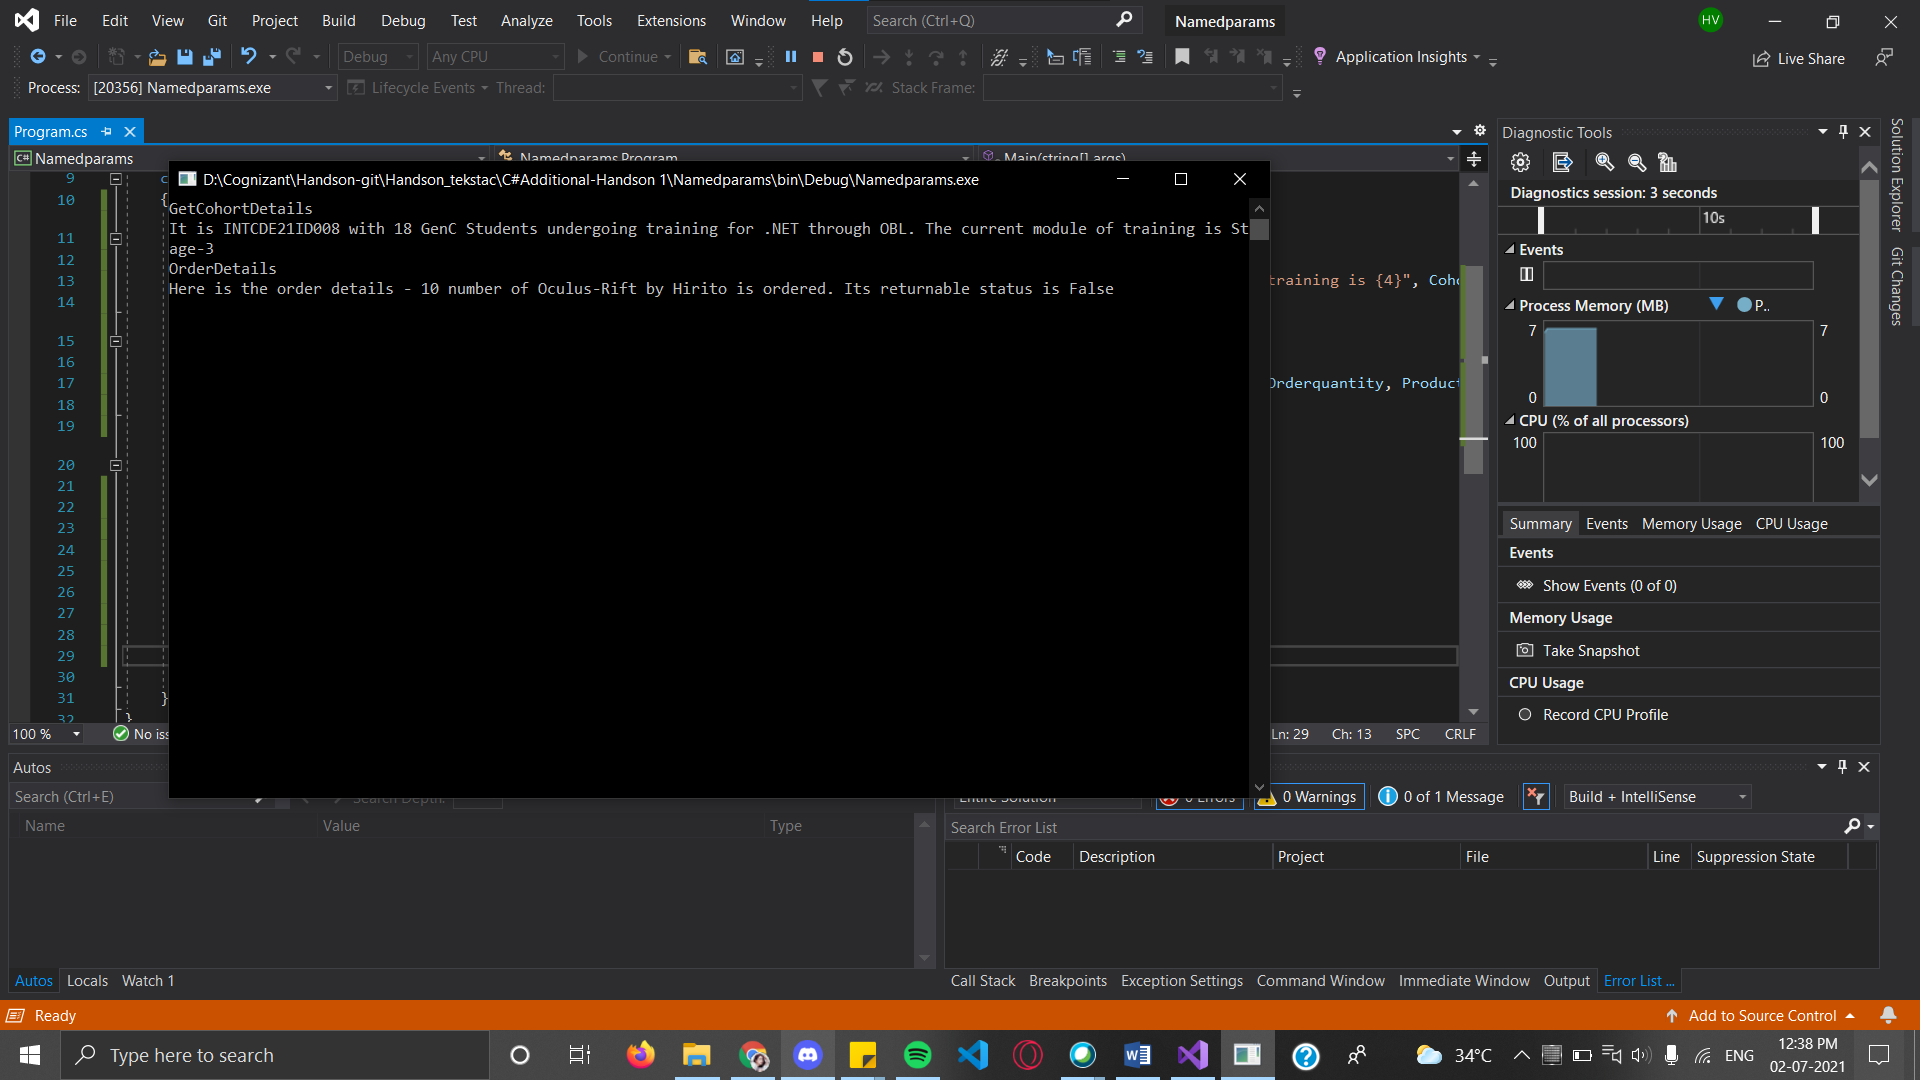 File Edit View Git Project Build Debug Test Analyze Tools Extensions Window Help Search (Ctrl+Q) Namedparams HV
Debug Any CPU Continue Application Insights Live Share
Process: [20356] Namedparams.exe Lifecycle Events Thread: Stack Frame:
Program.cs
C# Namedparams Namedparams.Program Main(string[] args)
D:\Cognizant\Handson-git\Handson_tekstac\C#Additional-Handson 1\Namedparams\bin\Debug\Namedparams.exe
GetCohortDetails
It is INTCDE21ID008 with 18 GenC Students undergoing training for .NET through OBL. The current module of training is St
age-3
OrderDetails
Here is the order details - 10 number of Oculus-Rift by Hirito is ordered. Its returnable status is False
9 c
10 {
11
12
13 training is {4}", Coho
14
15
16
17 Orderquantity, Product
18
19
20
21
22
23
24
25
26
27
28
29
30
31 }
32 }
100 % No iss Ln: 29 Ch: 13 SPC CRLF
Diagnostic Tools
Diagnostics session: 3 seconds
10s
Events
Process Memory (MB) P..
7 7
0 0
CPU (% of all processors)
100 100
Summary Events Memory Usage CPU Usage
Events
Show Events (0 of 0)
Memory Usage
Take Snapshot
CPU Usage
Record CPU Profile
Solution Explorer
Git Changes
Autos
Search (Ctrl+E) Search Depth:
Name Value Type
Autos Locals Watch 1
Entire Solution 0 Errors 0 Warnings 0 of 1 Message Build + IntelliSense
Search Error List
Code Description Project File Line Suppression State
Call Stack Breakpoints Exception Settings Command Window Immediate Window Output Error List ...
Ready Add to Source Control
Type here to search 34°C ENG 12:38 PM
02-07-2021